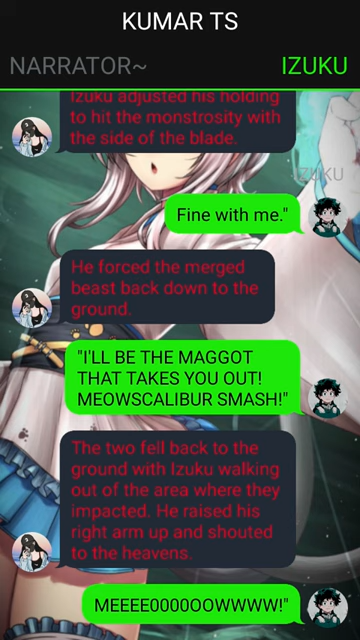 KUMAR TS
NARRATOR~
IZUKU
Izuku adjusted his holding
to hit the monstrosity with
the side of the blade.
IZUKU
Fine with me."
He forced the merged
beast back down to the
ground.
"I'LL BE THE MAGGOT
THAT TAKES YOU OUT!
MEOWSCALIBUR SMASH!"
The two fell back to the
ground with Izuku walking
out of the area where they
impacted. He raised his
right arm up and shouted
to the heavens.
MEEEE0000OOWWWW!"